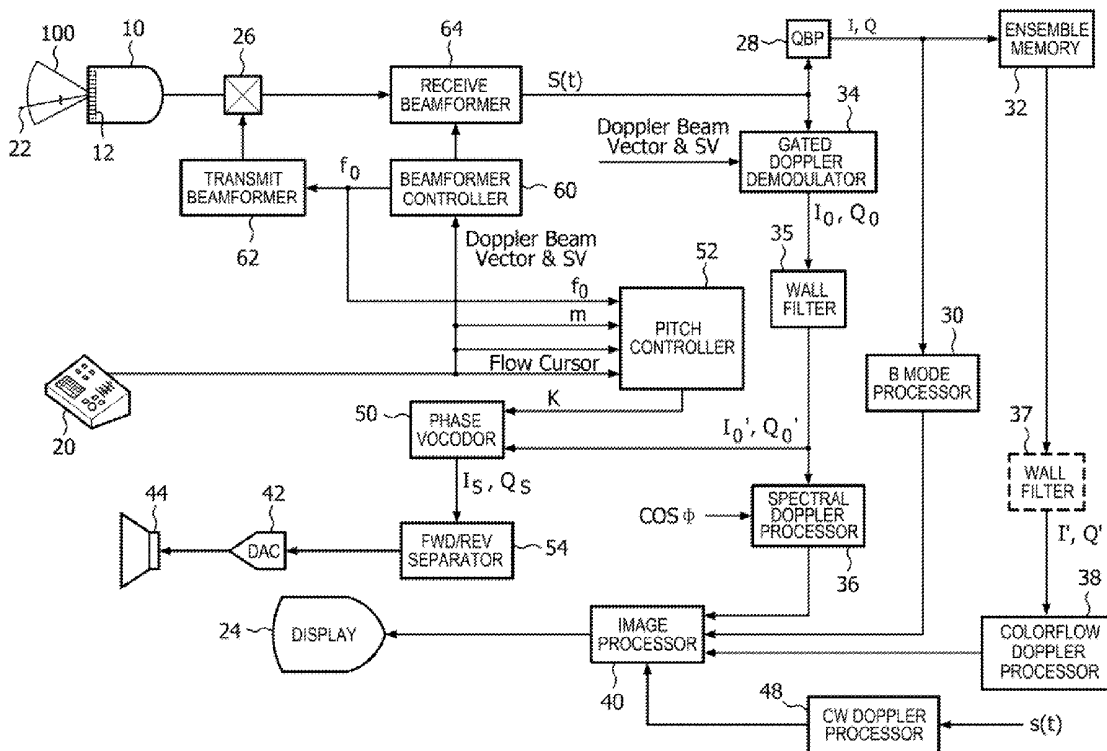 100
10
26
64
28
QBP
I, Q
ENSEMBLE
MEMORY
32
22
12
RECEIVE
BEAMFORMER
S(t)
34
Doppler Beam
Vector & SV
GATED
DOPPLER
DEMODULATOR
TRANSMIT
BEAMFORMER
62
f0
BEAMFORMER
CONTROLLER
60
I0, Q0
Doppler Beam
Vector & SV
52
35
WALL
FILTER
f0
m
Flow Cursor
PITCH
CONTROLLER
30
B MODE
PROCESSOR
20
K
50
PHASE
VOCODOR
I0', Q0'
37
WALL
FILTER
IS, QS
44
42
DAC
FWD/REV
SEPARATOR
54
COS Φ
SPECTRAL
DOPPLER
PROCESSOR
36
I', Q'
38
24
DISPLAY
IMAGE
PROCESSOR
40
COLORFLOW
DOPPLER
PROCESSOR
48
CW DOPPLER
PROCESSOR
s(t)